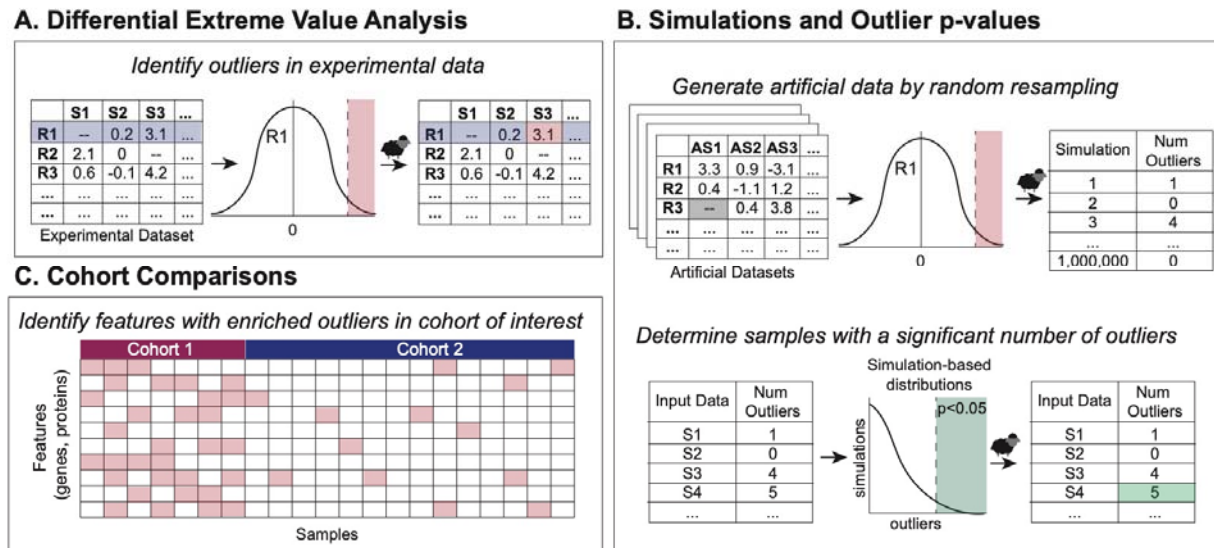 A. Differential Extreme Value Analysis
Identify outliers in experimental data
S1 S2 S3 ...
R1 -- 0.2 3.1 ...
R2 2.1 0 -- ...
R3 0.6 -0.1 4.2 ...
... ... ... ... ...
... ... ... ... ...
Experimental Dataset
R1
0
S1 S2 S3 ...
R1 -- 0.2 3.1 ...
R2 2.1 0 -- ...
R3 0.6 -0.1 4.2 ...
... ... ... ... ...
... ... ... ... ...
B. Simulations and Outlier p-values
Generate artificial data by random resampling
AS1 AS2 AS3 ...
R1 3.3 0.9 -3.1 ...
R2 0.4 -1.1 1.2 ...
R3 -- 0.4 3.8 ...
... ... ... ... ...
... ... ... ... ...
Artificial Datasets
R1
0
Simulation Num
Outliers
1 1
2 0
3 4
... ...
1,000,000 0
Determine samples with a significant number of outliers
Input Data Num
Outliers
S1 1
S2 0
S3 4
S4 5
... ...
Simulation-based
distributions
p<0.05
simulations
outliers
Input Data Num
Outliers
S1 1
S2 0
S3 4
S4 5
... ...
C. Cohort Comparisons
Identify features with enriched outliers in cohort of interest
Cohort 1 Cohort 2
Features
(genes, proteins)
Samples